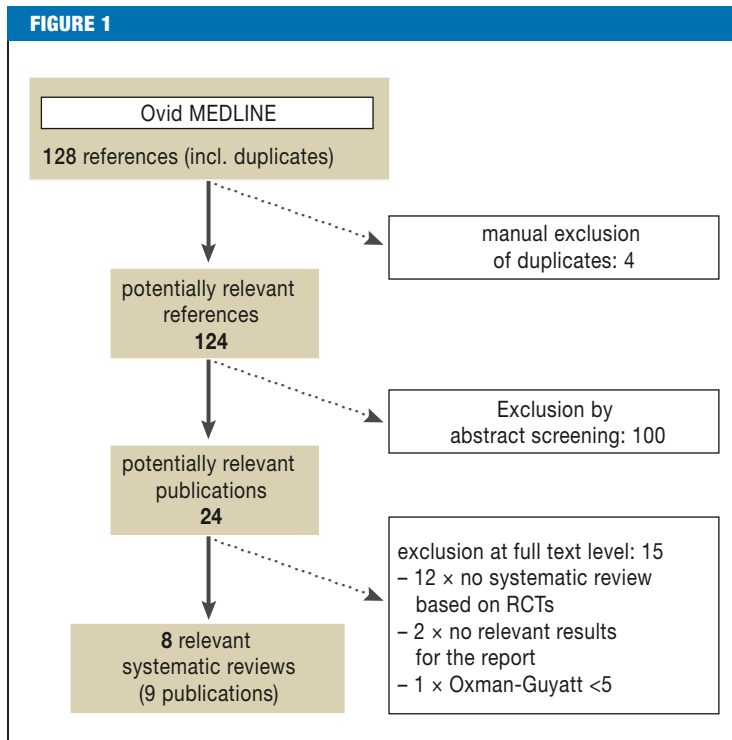 FIGURE 1
Ovid MEDLINE
128 references (incl. duplicates)
manual exclusion
of duplicates: 4
potentially relevant
references
124
Exclusion by
abstract screening: 100
potentially relevant
publications
24
exclusion at full text level: 15
– 12 × no systematic review
based on RCTs
– 2 × no relevant results
for the report
– 1 × Oxman-Guyatt <5
8 relevant
systematic reviews
(9 publications)